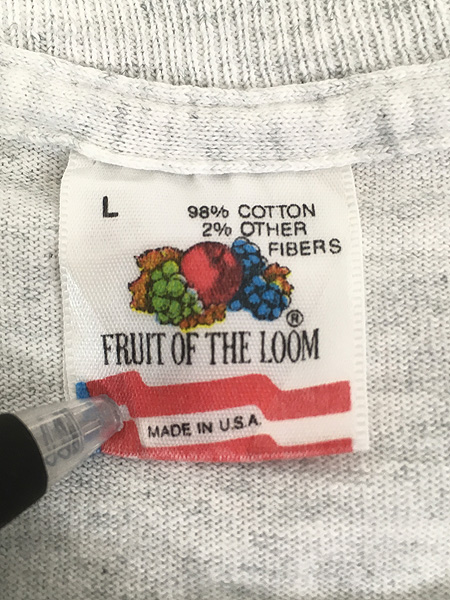 L
98% COTTON
2% OTHER
FIBERS
®
FRUIT OF THE LOOM
MADE IN U.S.A.